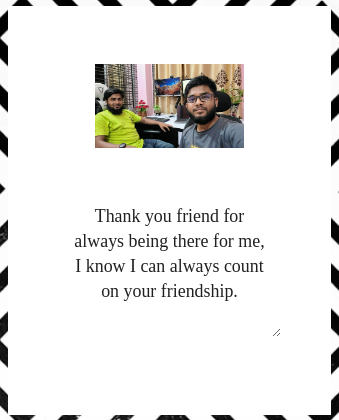 Thank you friend for
always being there for me,
I know I can always count
on your friendship.